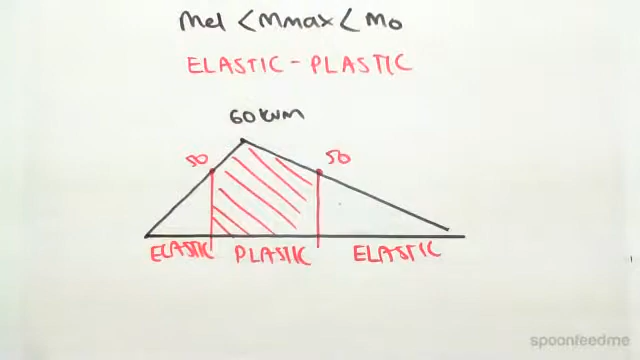 Mel < Mmax < Mo
ELASTIC - PLASTIC
60 kNm
50 50
ELASTIC PLASTIC ELASTIC
spoonfeedme